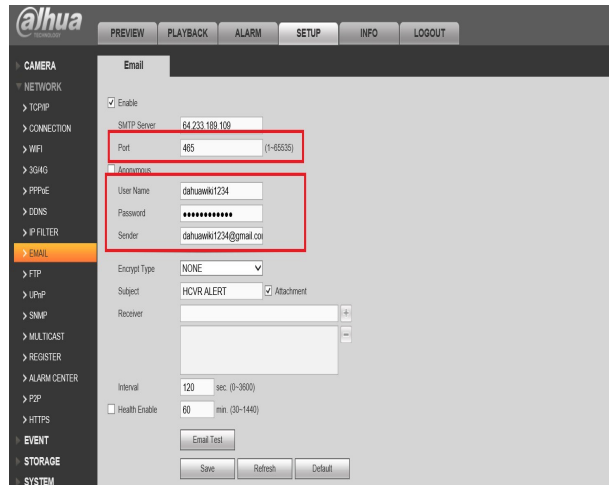 alhua
TECHNOLOGY
PREVIEW PLAYBACK ALARM SETUP INFO LOGOUT
CAMERA
NETWORK
> TCP/IP
> CONNECTION
> WIFI
> 3G/4G
> PPPoE
> DDNS
> IP FILTER
> EMAIL
> FTP
> UPnP
> SNMP
> MULTICAST
> REGISTER
> ALARM CENTER
> P2P
> HTTPS
EVENT
STORAGE
SYSTEM
Email
Enable
SMTP Server 64.233.189.109
Port 465 (1~65535)
Anonymous
User Name dahuawiki1234
Password ●●●●●●●●●●●●
Sender dahuawiki1234@gmail.co
Encrypt Type NONE
Subject HCVR ALERT Attachment
Receiver
+
−
Interval 120 sec. (0~3600)
Health Enable 60 min. (30~1440)
Email Test
Save Refresh Default